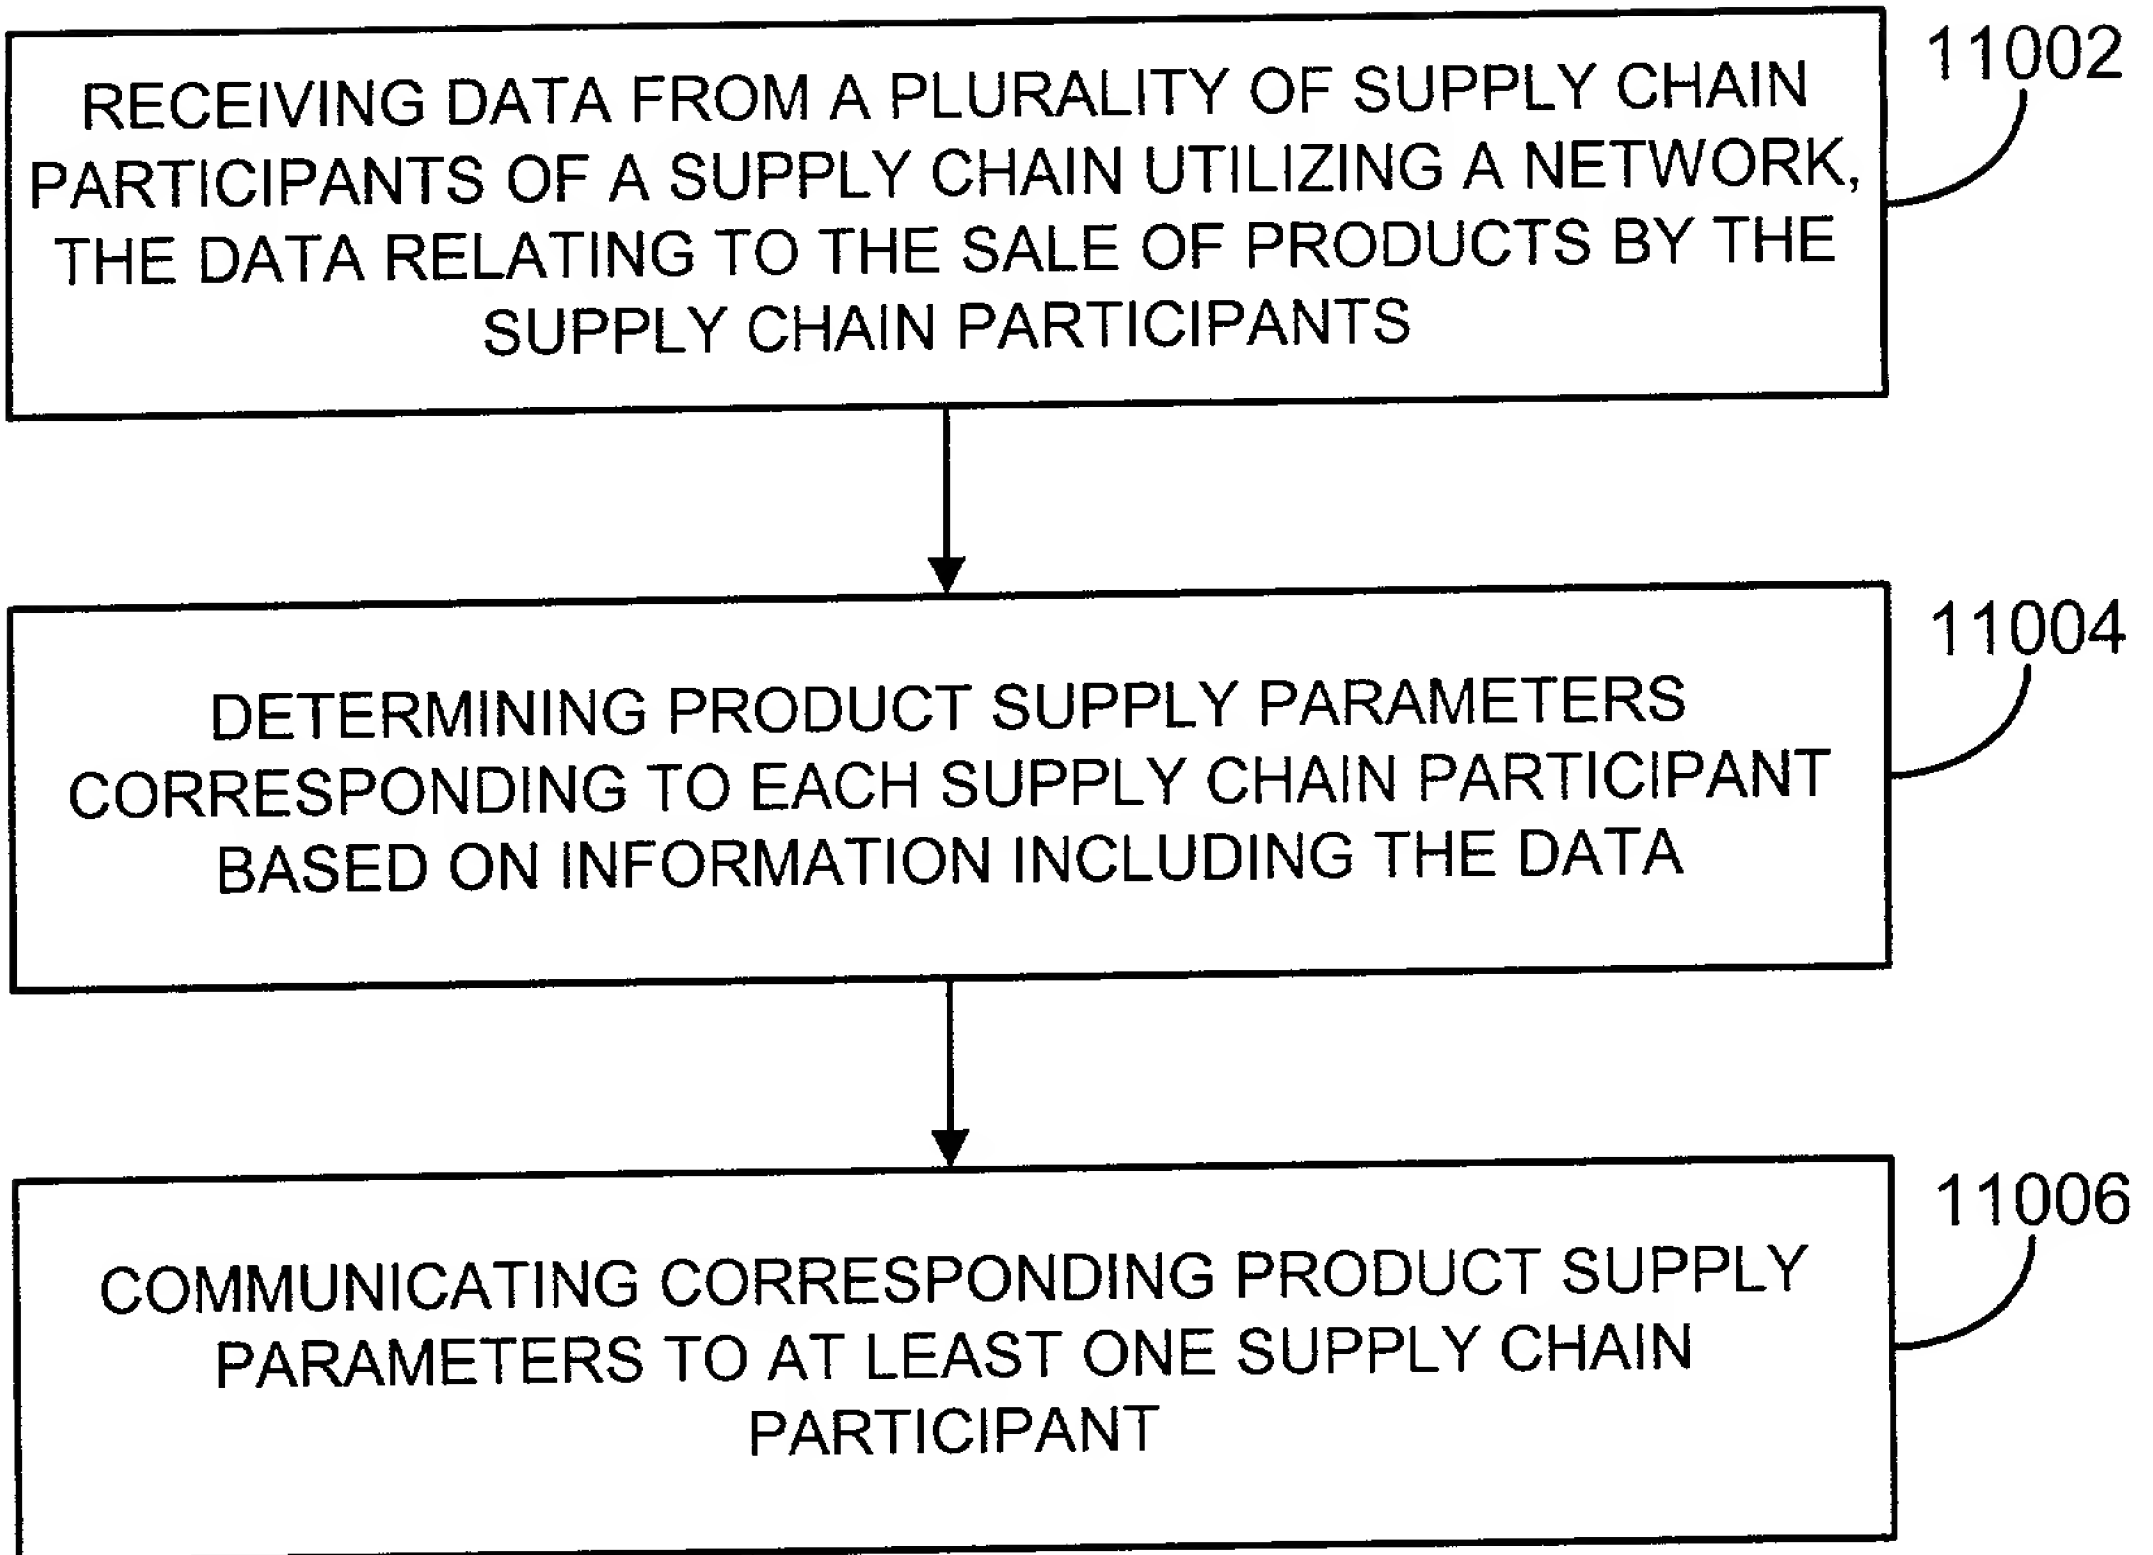 RECEIVING DATA FROM A PLURALITY OF SUPPLY CHAIN
PARTICIPANTS OF A SUPPLY CHAIN UTILIZING A NETWORK,
THE DATA RELATING TO THE SALE OF PRODUCTS BY THE
SUPPLY CHAIN PARTICIPANTS
11002
DETERMINING PRODUCT SUPPLY PARAMETERS
CORRESPONDING TO EACH SUPPLY CHAIN PARTICIPANT
BASED ON INFORMATION INCLUDING THE DATA
11004
COMMUNICATING CORRESPONDING PRODUCT SUPPLY
PARAMETERS TO AT LEAST ONE SUPPLY CHAIN
PARTICIPANT
11006